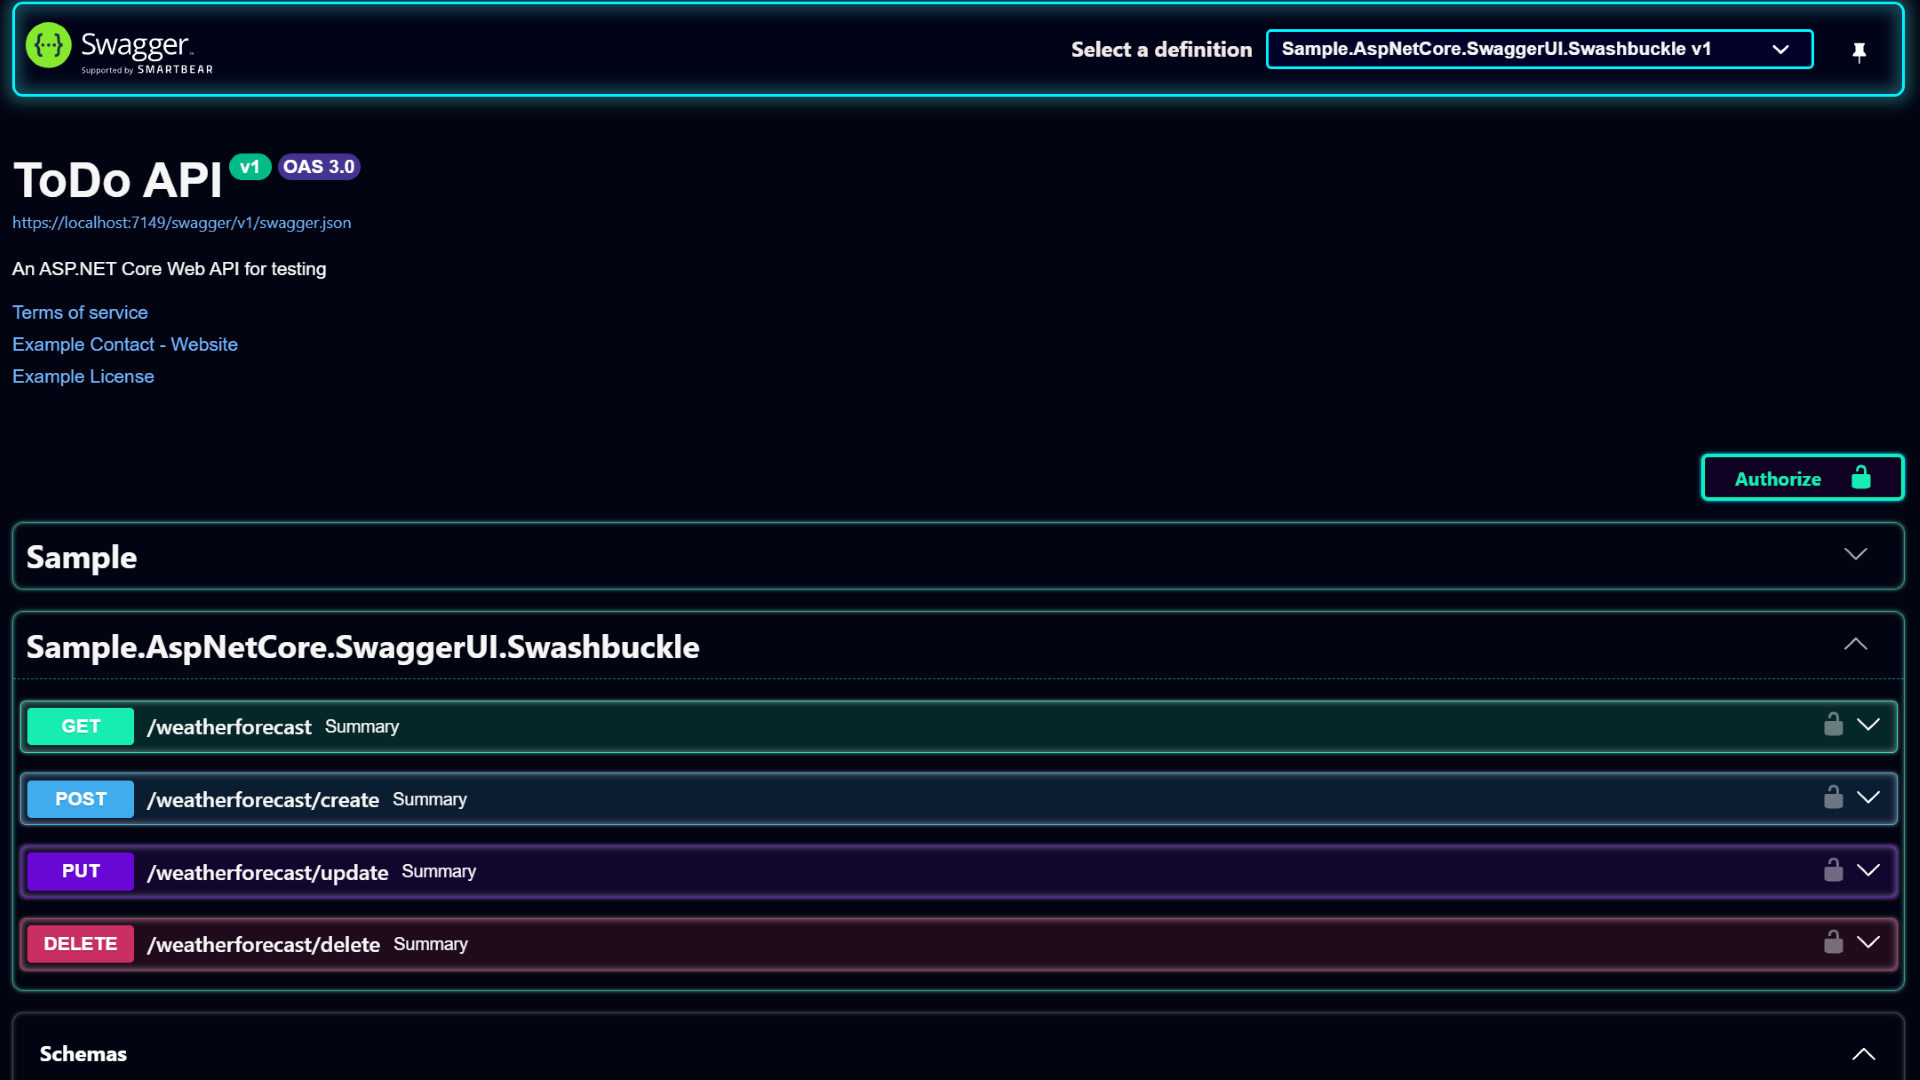 Swagger™
Supported by SMARTBEAR
Select a definition
Sample.AspNetCore.SwaggerUI.Swashbuckle v1
ToDo API v1 OAS 3.0
https://localhost:7149/swagger/v1/swagger.json
An ASP.NET Core Web API for testing
Terms of service
Example Contact - Website
Example License
Authorize
Sample
Sample.AspNetCore.SwaggerUI.Swashbuckle
GET /weatherforecast Summary
POST /weatherforecast/create Summary
PUT /weatherforecast/update Summary
DELETE /weatherforecast/delete Summary
Schemas